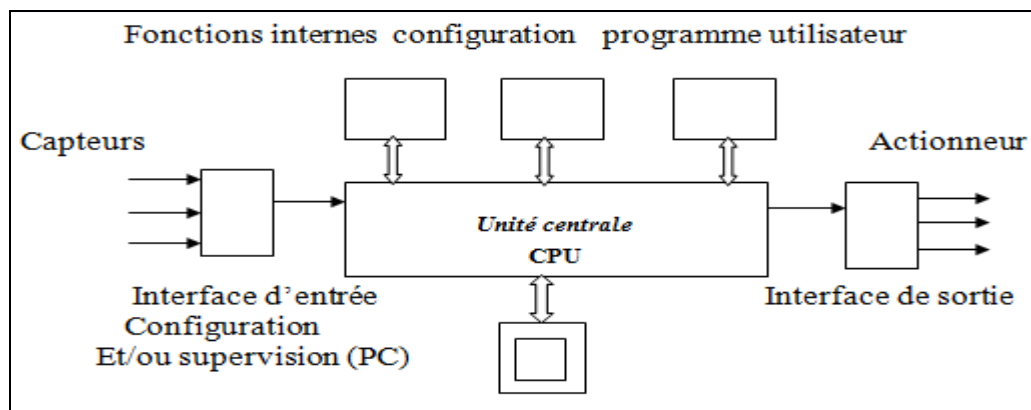 Fonctions internes configuration programme utilisateur
Capteurs
Actionneur
Unité centrale
CPU
Interface d'entrée
Interface de sortie
Configuration
Et/ou supervision (PC)